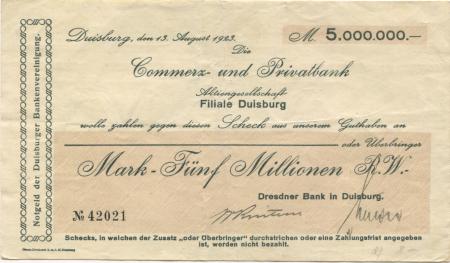 Duisburg, den 13. August 1923.
M. 5.000.000.—
Die
Commerz- und Privatbank
Aktiengesellschaft
Filiale Duisburg
wolle zahlen gegen diesen Scheck aus unserem Guthaben an
oder Überbringer
Mark-Fünf Millionen R.W.-
Dresdner Bank in Duisburg.
№ 42021
Schecks, in welchen der Zusatz „oder Überbringer" durchstrichen oder eine Zahlungsfrist angegeben
ist, werden nicht bezahlt.
Notgeld der Duisburger Bankenvereinigung.